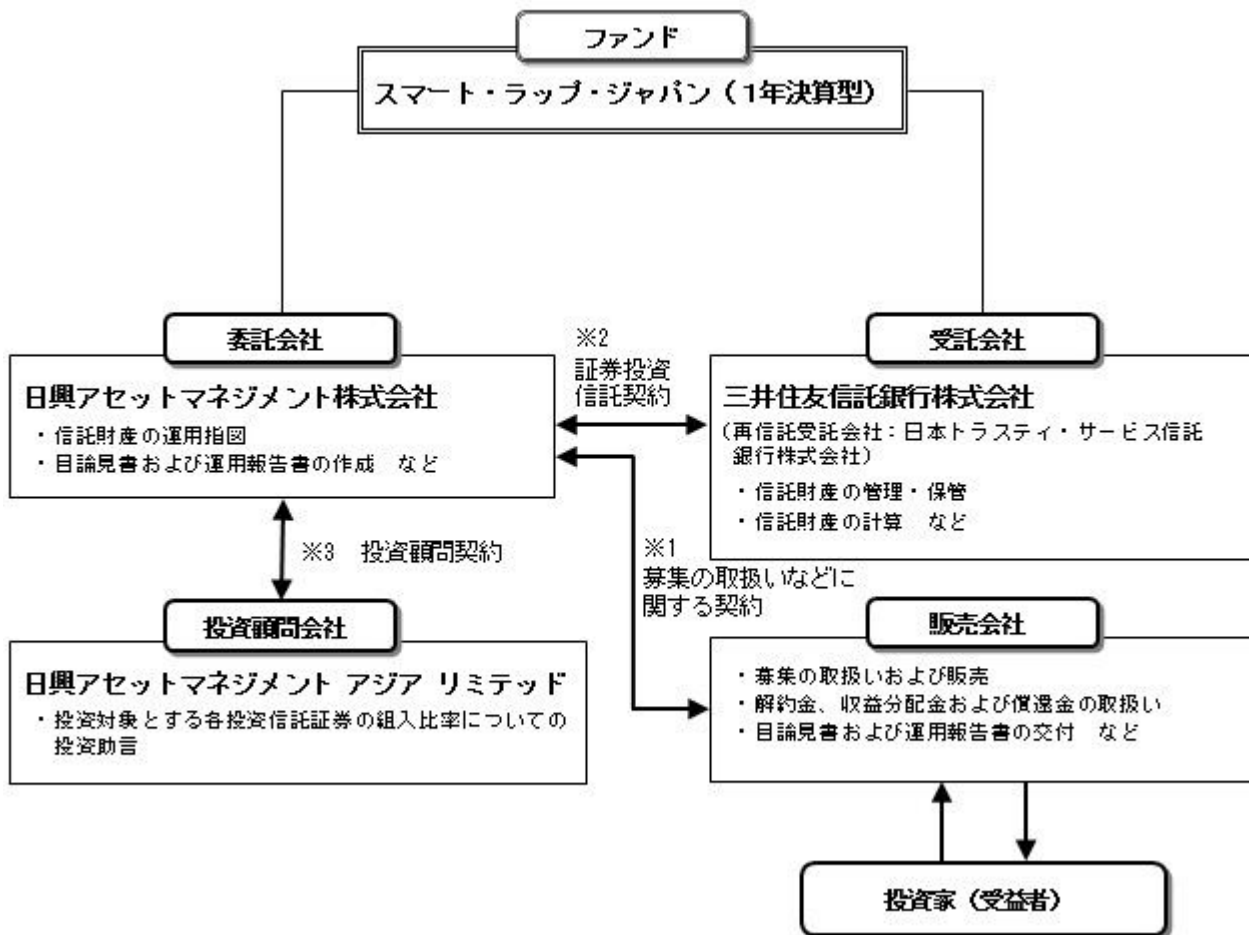 ファンド
スマート・ラップ・ジャパン（1年決算型）
委託会社
日興アセットマネジメント株式会社
・信託財産の運用指図
・目論見書および運用報告書の作成　など
※2
証券投資
信託契約
受託会社
三井住友信託銀行株式会社
（再信託受託会社：日本トラスティ・サービス信託
銀行株式会社）
・信託財産の管理・保管
・信託財産の計算　など
※3　投資顧問契約
※1
募集の取扱いなどに
関する契約
投資顧問会社
日興アセットマネジメント アジア リミテッド
・投資対象とする各投資信託証券の組入比率についての
投資助言
販売会社
・募集の取扱いおよび販売
・解約金、収益分配金および償還金の取扱い
・目論見書および運用報告書の交付　など
投資家（受益者）